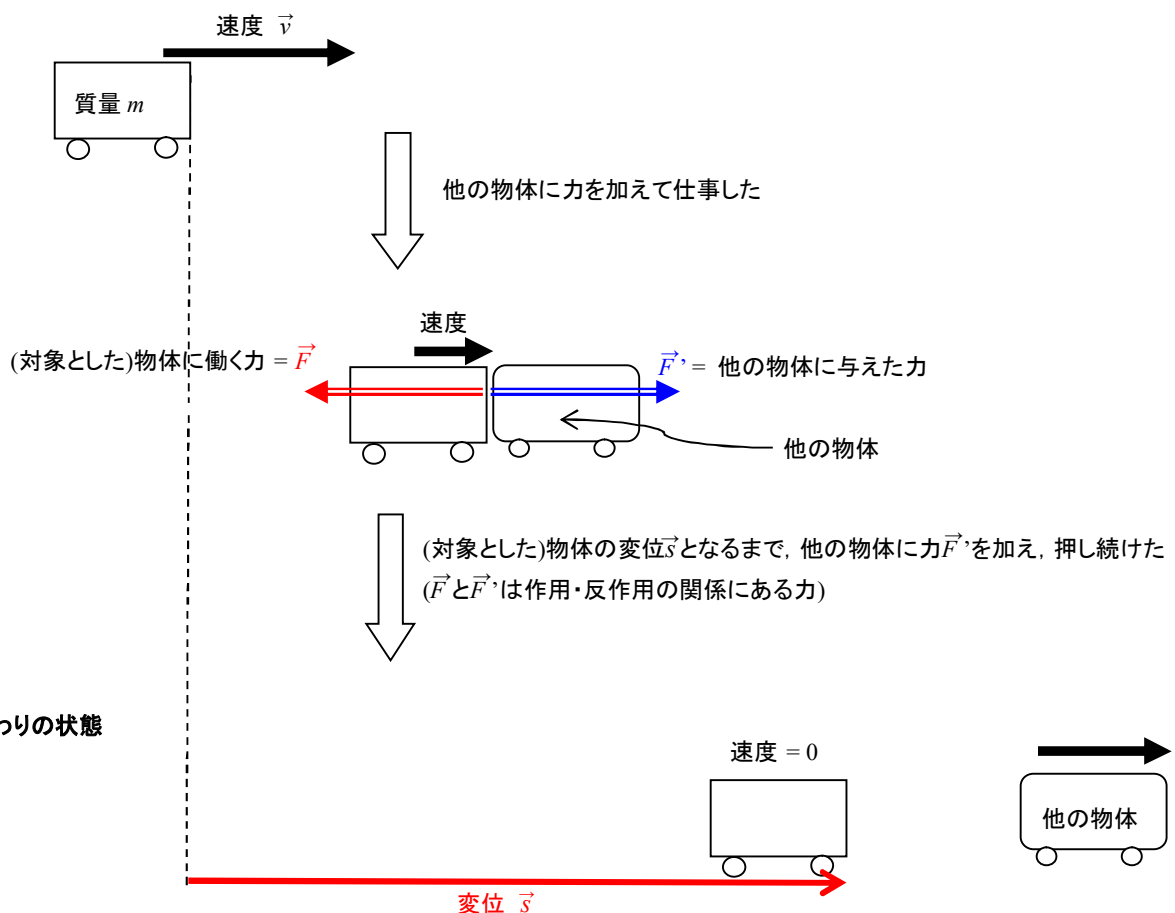 速度 v⃗
質量 m
他の物体に力を加えて仕事した
速度
(対象とした)物体に働く力 = F⃗
F⃗’= 他の物体に与えた力
他の物体
(対象とした)物体の変位s⃗となるまで, 他の物体に力F⃗’を加え, 押し続けた
(F⃗とF⃗’は作用・反作用の関係にある力)
わりの状態
速度 = 0
他の物体
変位 s⃗